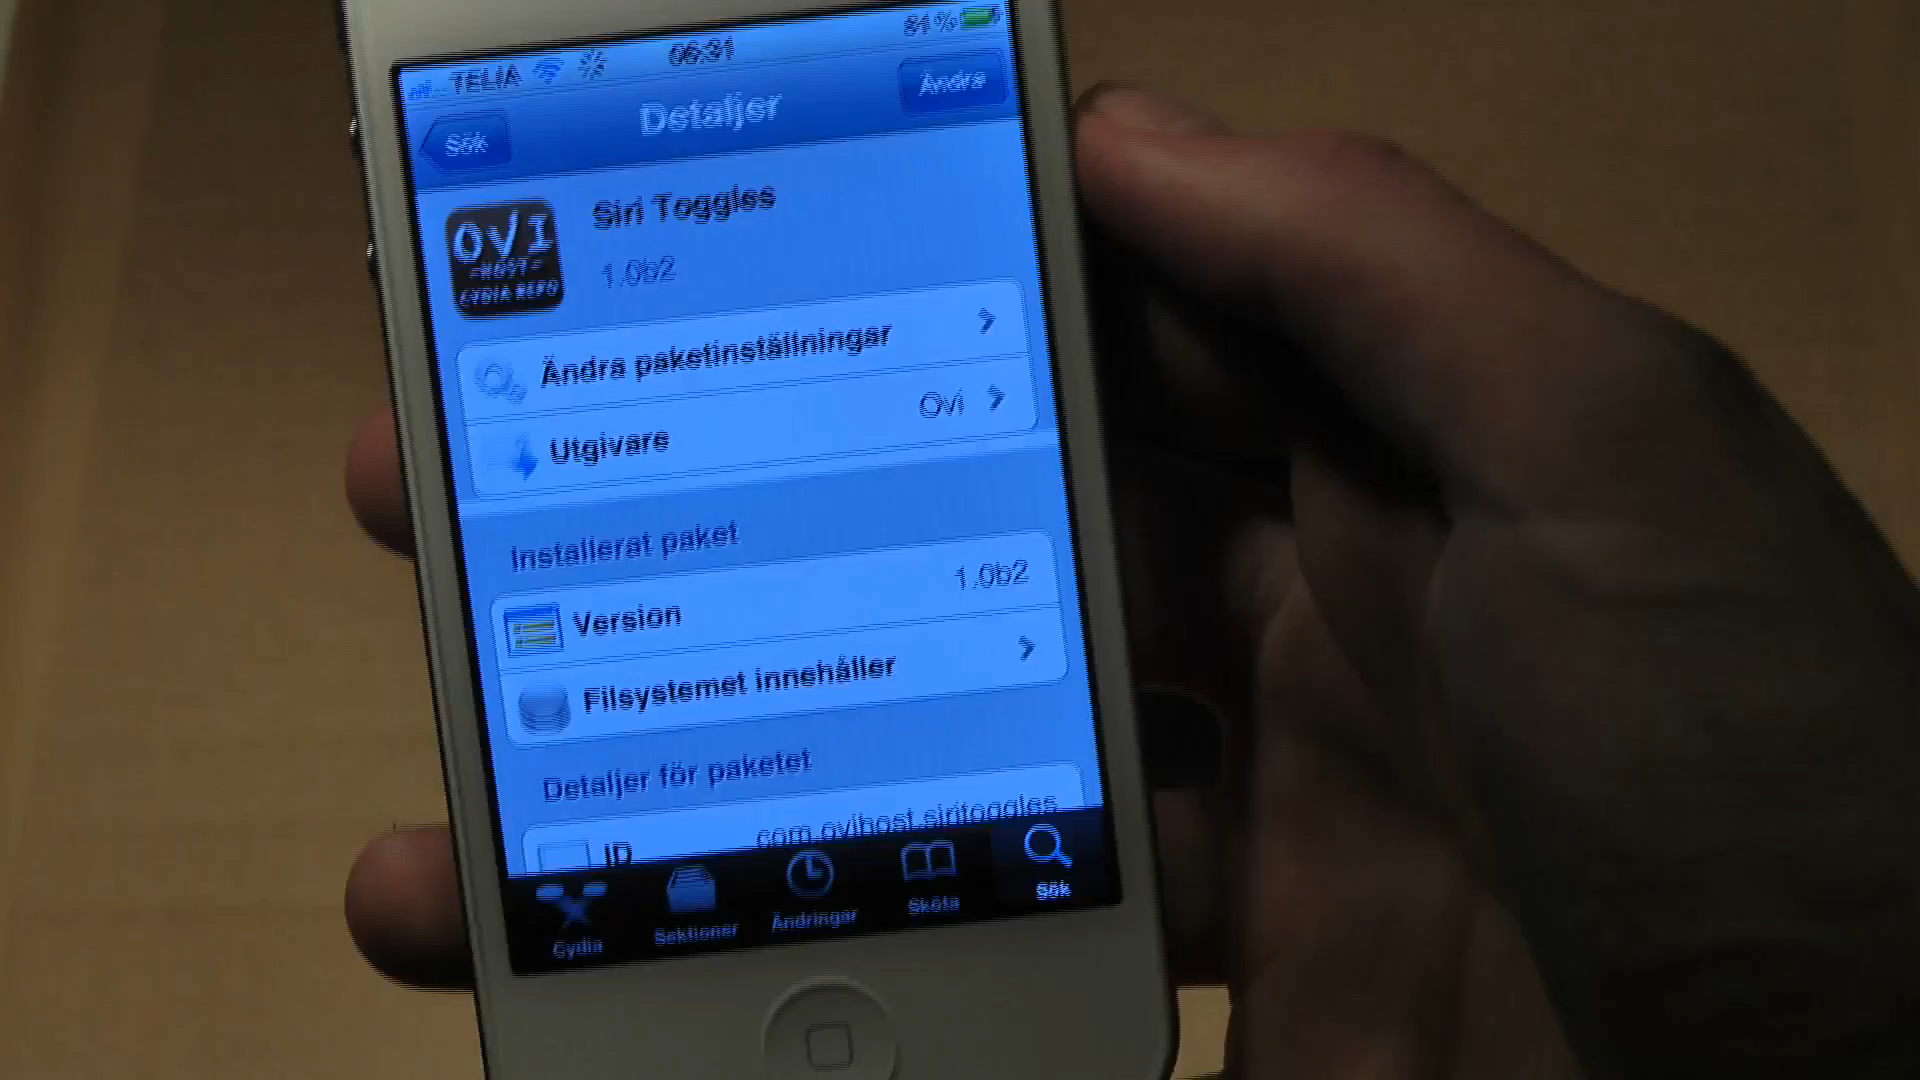 TELIA 06:31 81%
Sök Detaljer Ändra
OVI
=HOST=
CYDIA REPO
Siri Toggles
1.0b2
Ändra paketinställningar
Utgivare Ovi
Installerat paket
Version 1.0b2
Filsystemet innehåller
Detaljer för paketet
ID com.ovihost.siritoggles
Cydia Sektioner Ändringar Sköta Sök